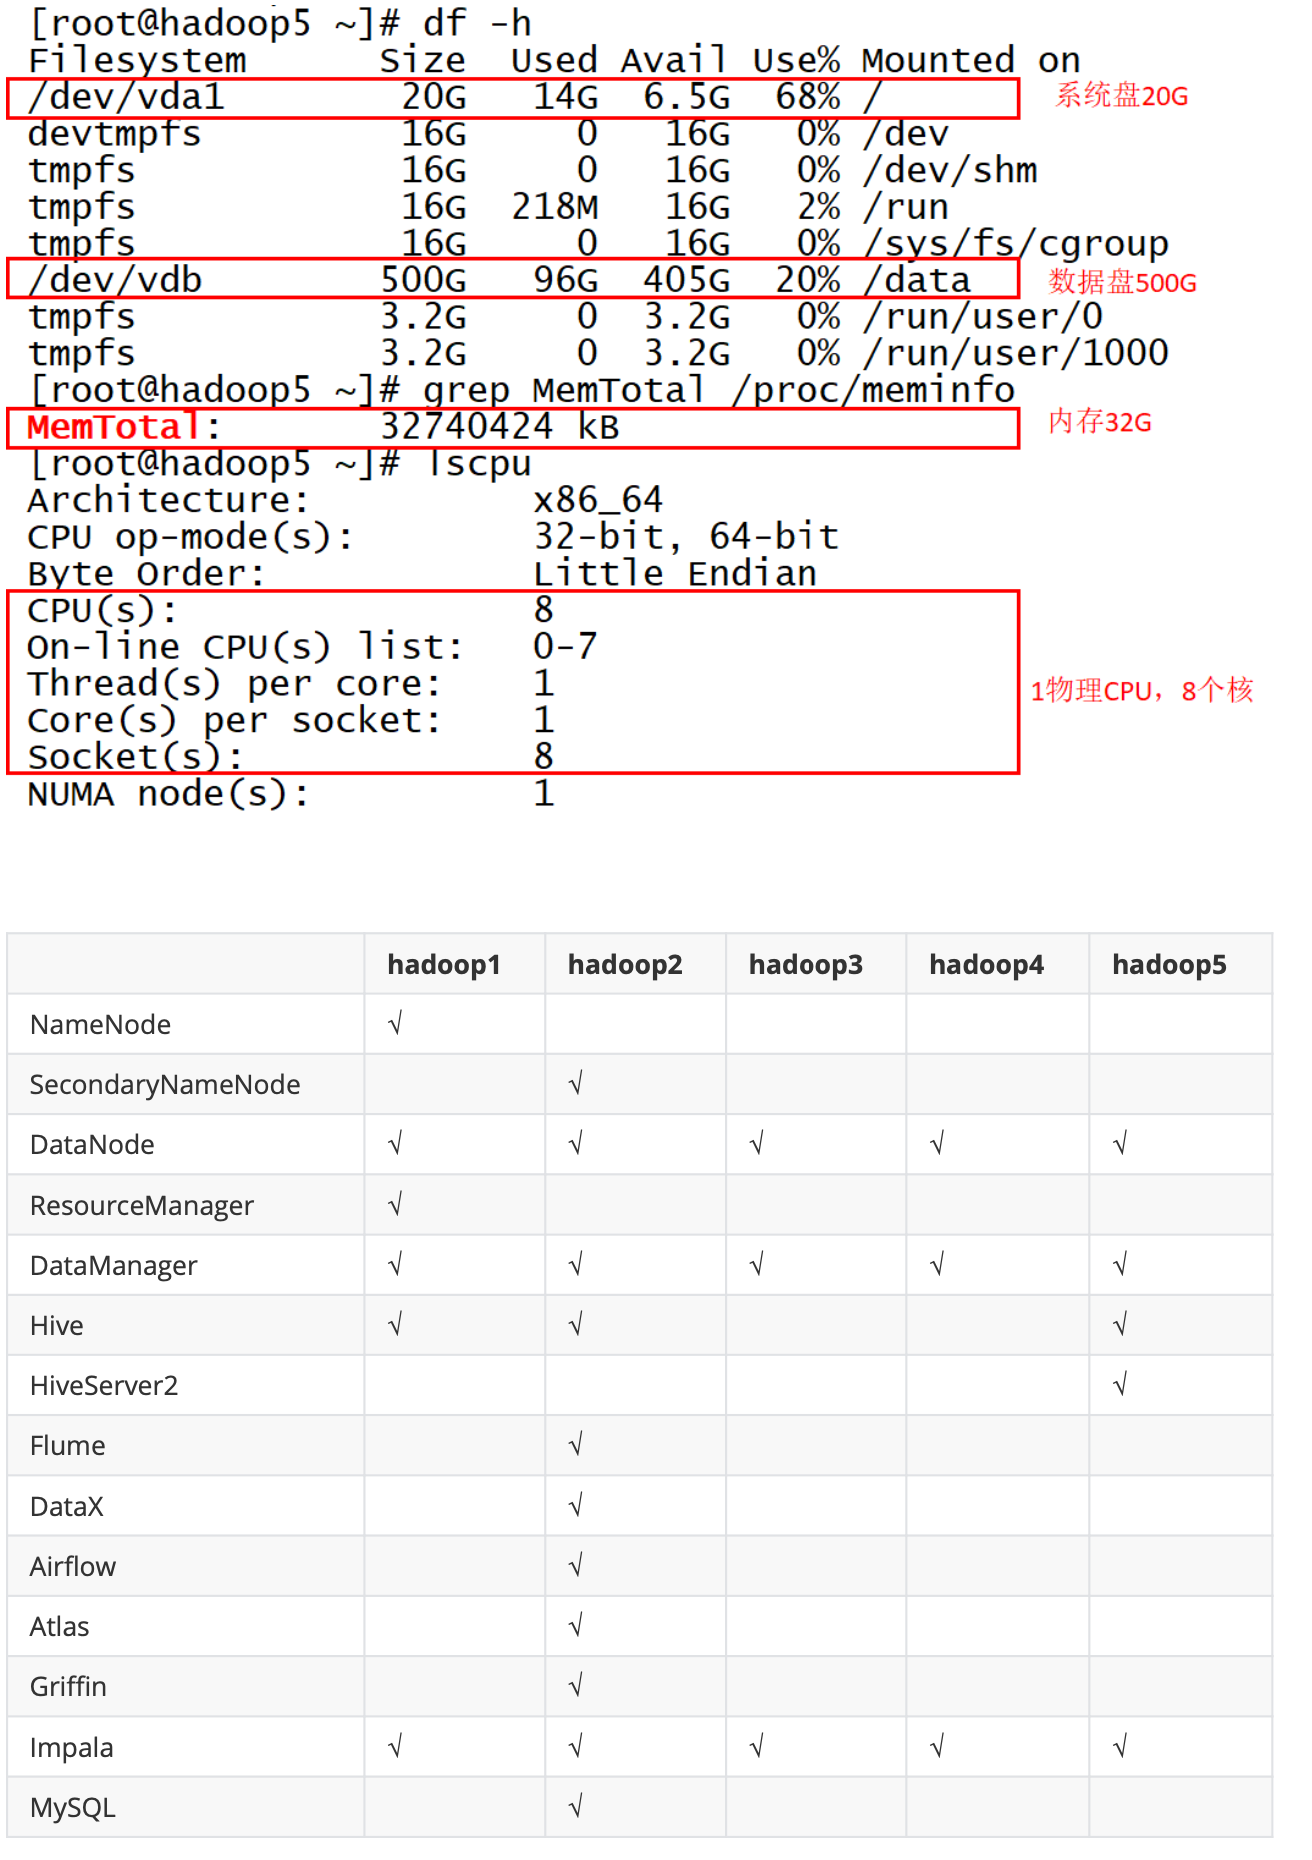 [root@hadoop5 ~]# df -h
Filesystem Size Used Avail Use% Mounted on
/dev/vda1 20G 14G 6.5G 68% / 系统盘20G
devtmpfs 16G 0 16G 0% /dev
tmpfs 16G 0 16G 0% /dev/shm
tmpfs 16G 218M 16G 2% /run
tmpfs 16G 0 16G 0% /sys/fs/cgroup
/dev/vdb 500G 96G 405G 20% /data 数据盘500G
tmpfs 3.2G 0 3.2G 0% /run/user/0
tmpfs 3.2G 0 3.2G 0% /run/user/1000
[root@hadoop5 ~]# grep MemTotal /proc/meminfo
MemTotal: 32740424 kB 内存32G
[root@hadoop5 ~]# lscpu
Architecture: x86_64
CPU op-mode(s): 32-bit, 64-bit
Byte Order: Little Endian
CPU(s): 8
On-line CPU(s) list: 0-7
Thread(s) per core: 1 1物理CPU，8个核
Core(s) per socket: 1
Socket(s): 8
NUMA node(s): 1
hadoop1 hadoop2 hadoop3 hadoop4 hadoop5
NameNode √
SecondaryNameNode √
DataNode √ √ √ √ √
ResourceManager √
DataManager √ √ √ √ √
Hive √ √ √
HiveServer2 √
Flume √
DataX √
Airflow √
Atlas √
Griffin √
Impala √ √ √ √ √
MySQL √